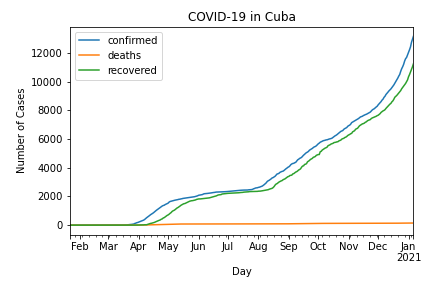 COVID-19 in Cuba
confirmed
deaths
recovered
Number of Cases
12000
10000
8000
6000
4000
2000
0
Feb Mar Apr May Jun Jul Aug Sep Oct Nov Dec Jan
2021
Day